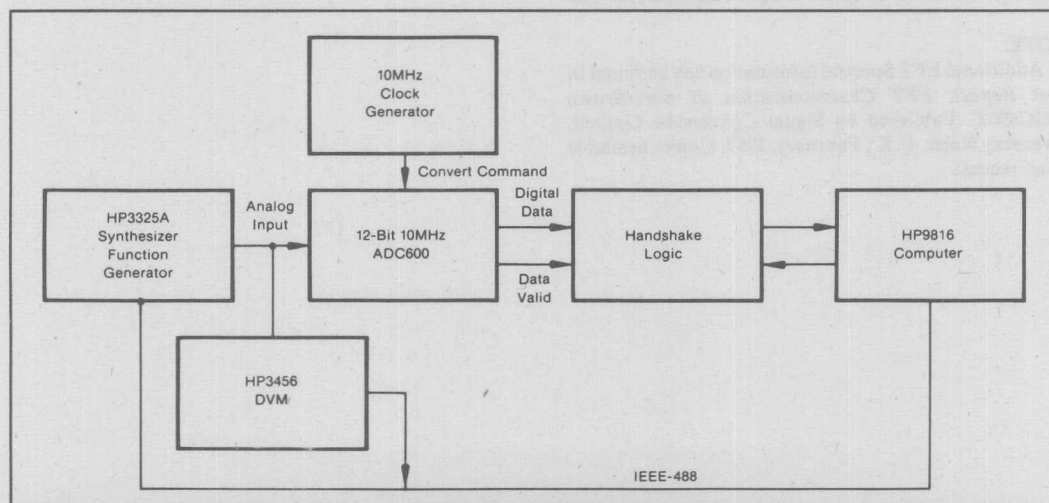 10MHz
Clock
Generator
Convert Command
HP3325A
Synthesizer
Function
Generator
Analog
Input
12-Bit 10MHz
ADC600
Digital
Data
Data
Valid
Handshake
Logic
HP9816
Computer
HP3456
DVM
IEEE-488